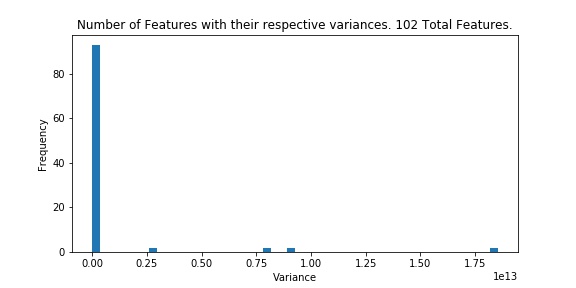 Number of Features with their respective variances. 102 Total Features.
80
60
40
20
0
Frequency
0.00 0.25 0.50 0.75 1.00 1.25 1.50 1.75
1e13
Variance